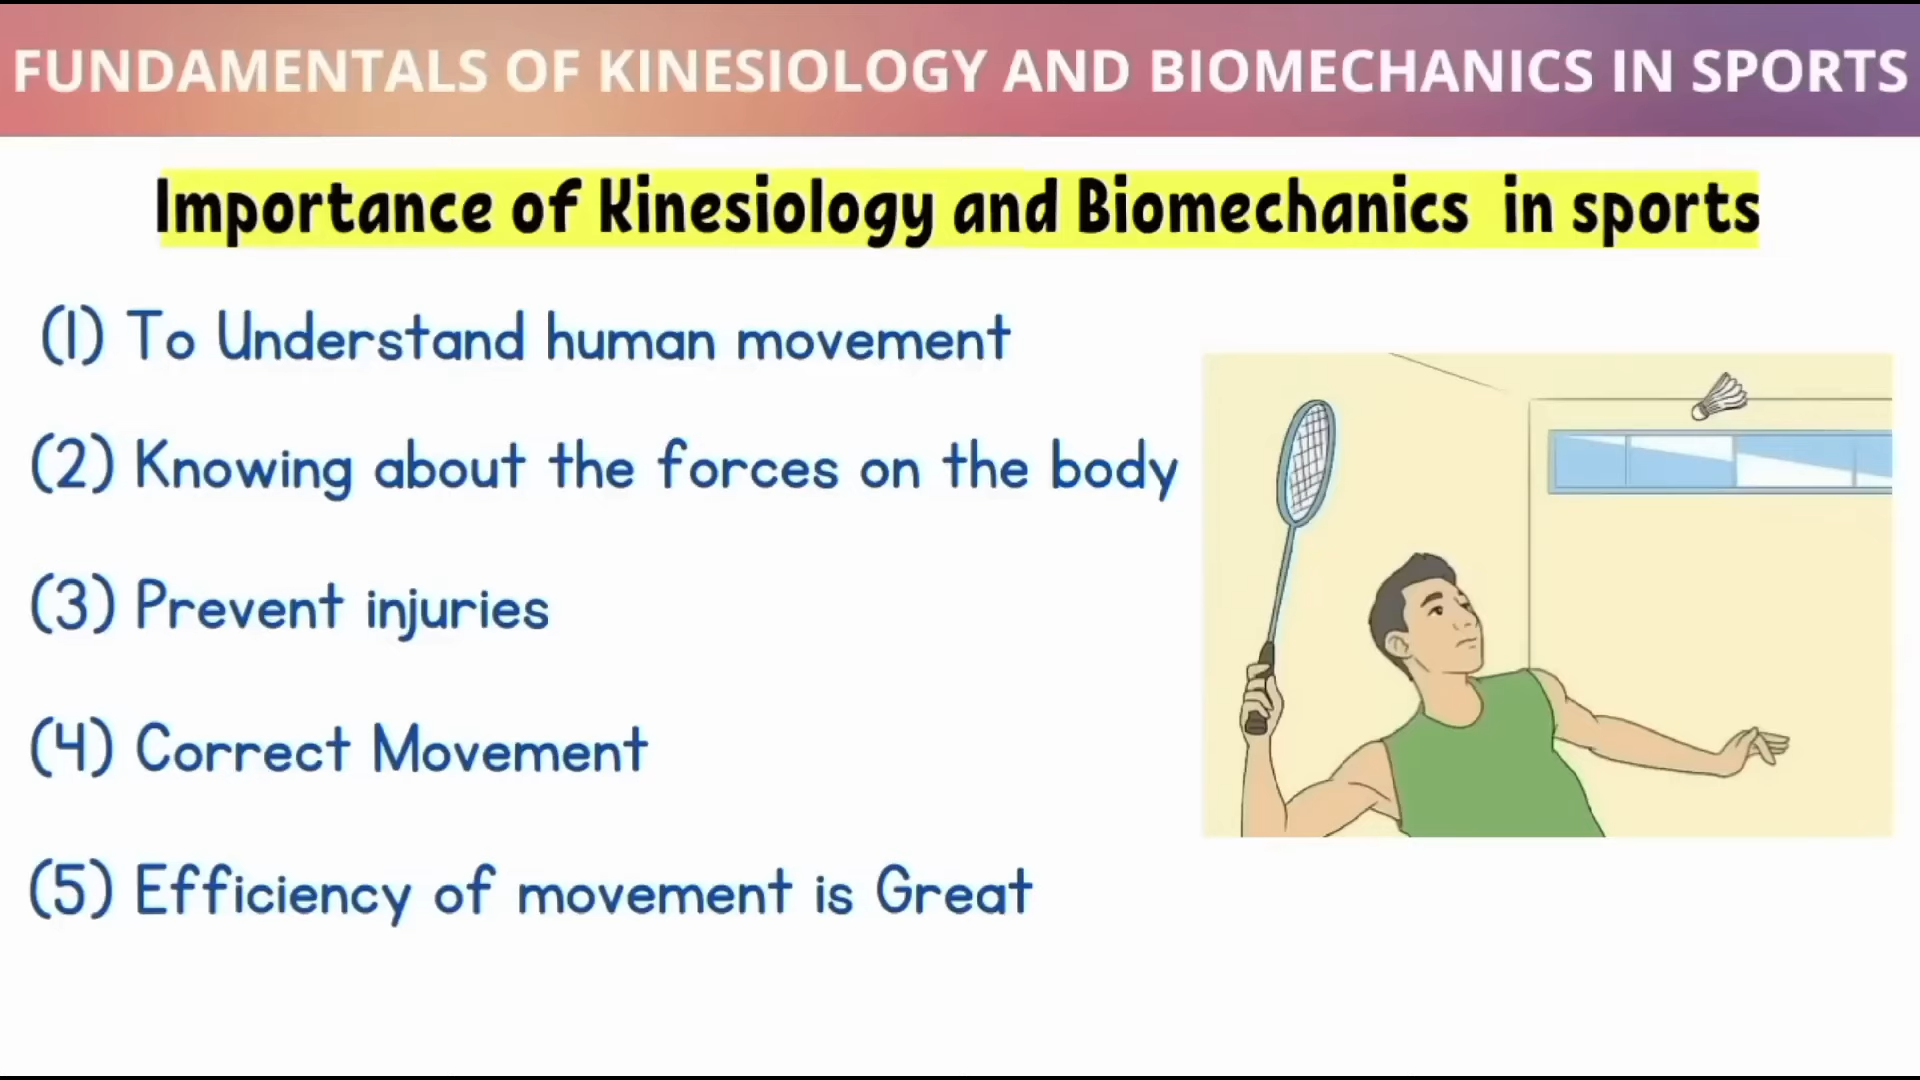 FUNDAMENTALS OF KINESIOLOGY AND BIOMECHANICS IN SPORTS
Importance of Kinesiology and Biomechanics in sports
(1) To Understand human movement
(2) Knowing about the forces on the body
(3) Prevent injuries
(4) Correct Movement
(5) Efficiency of movement is Great